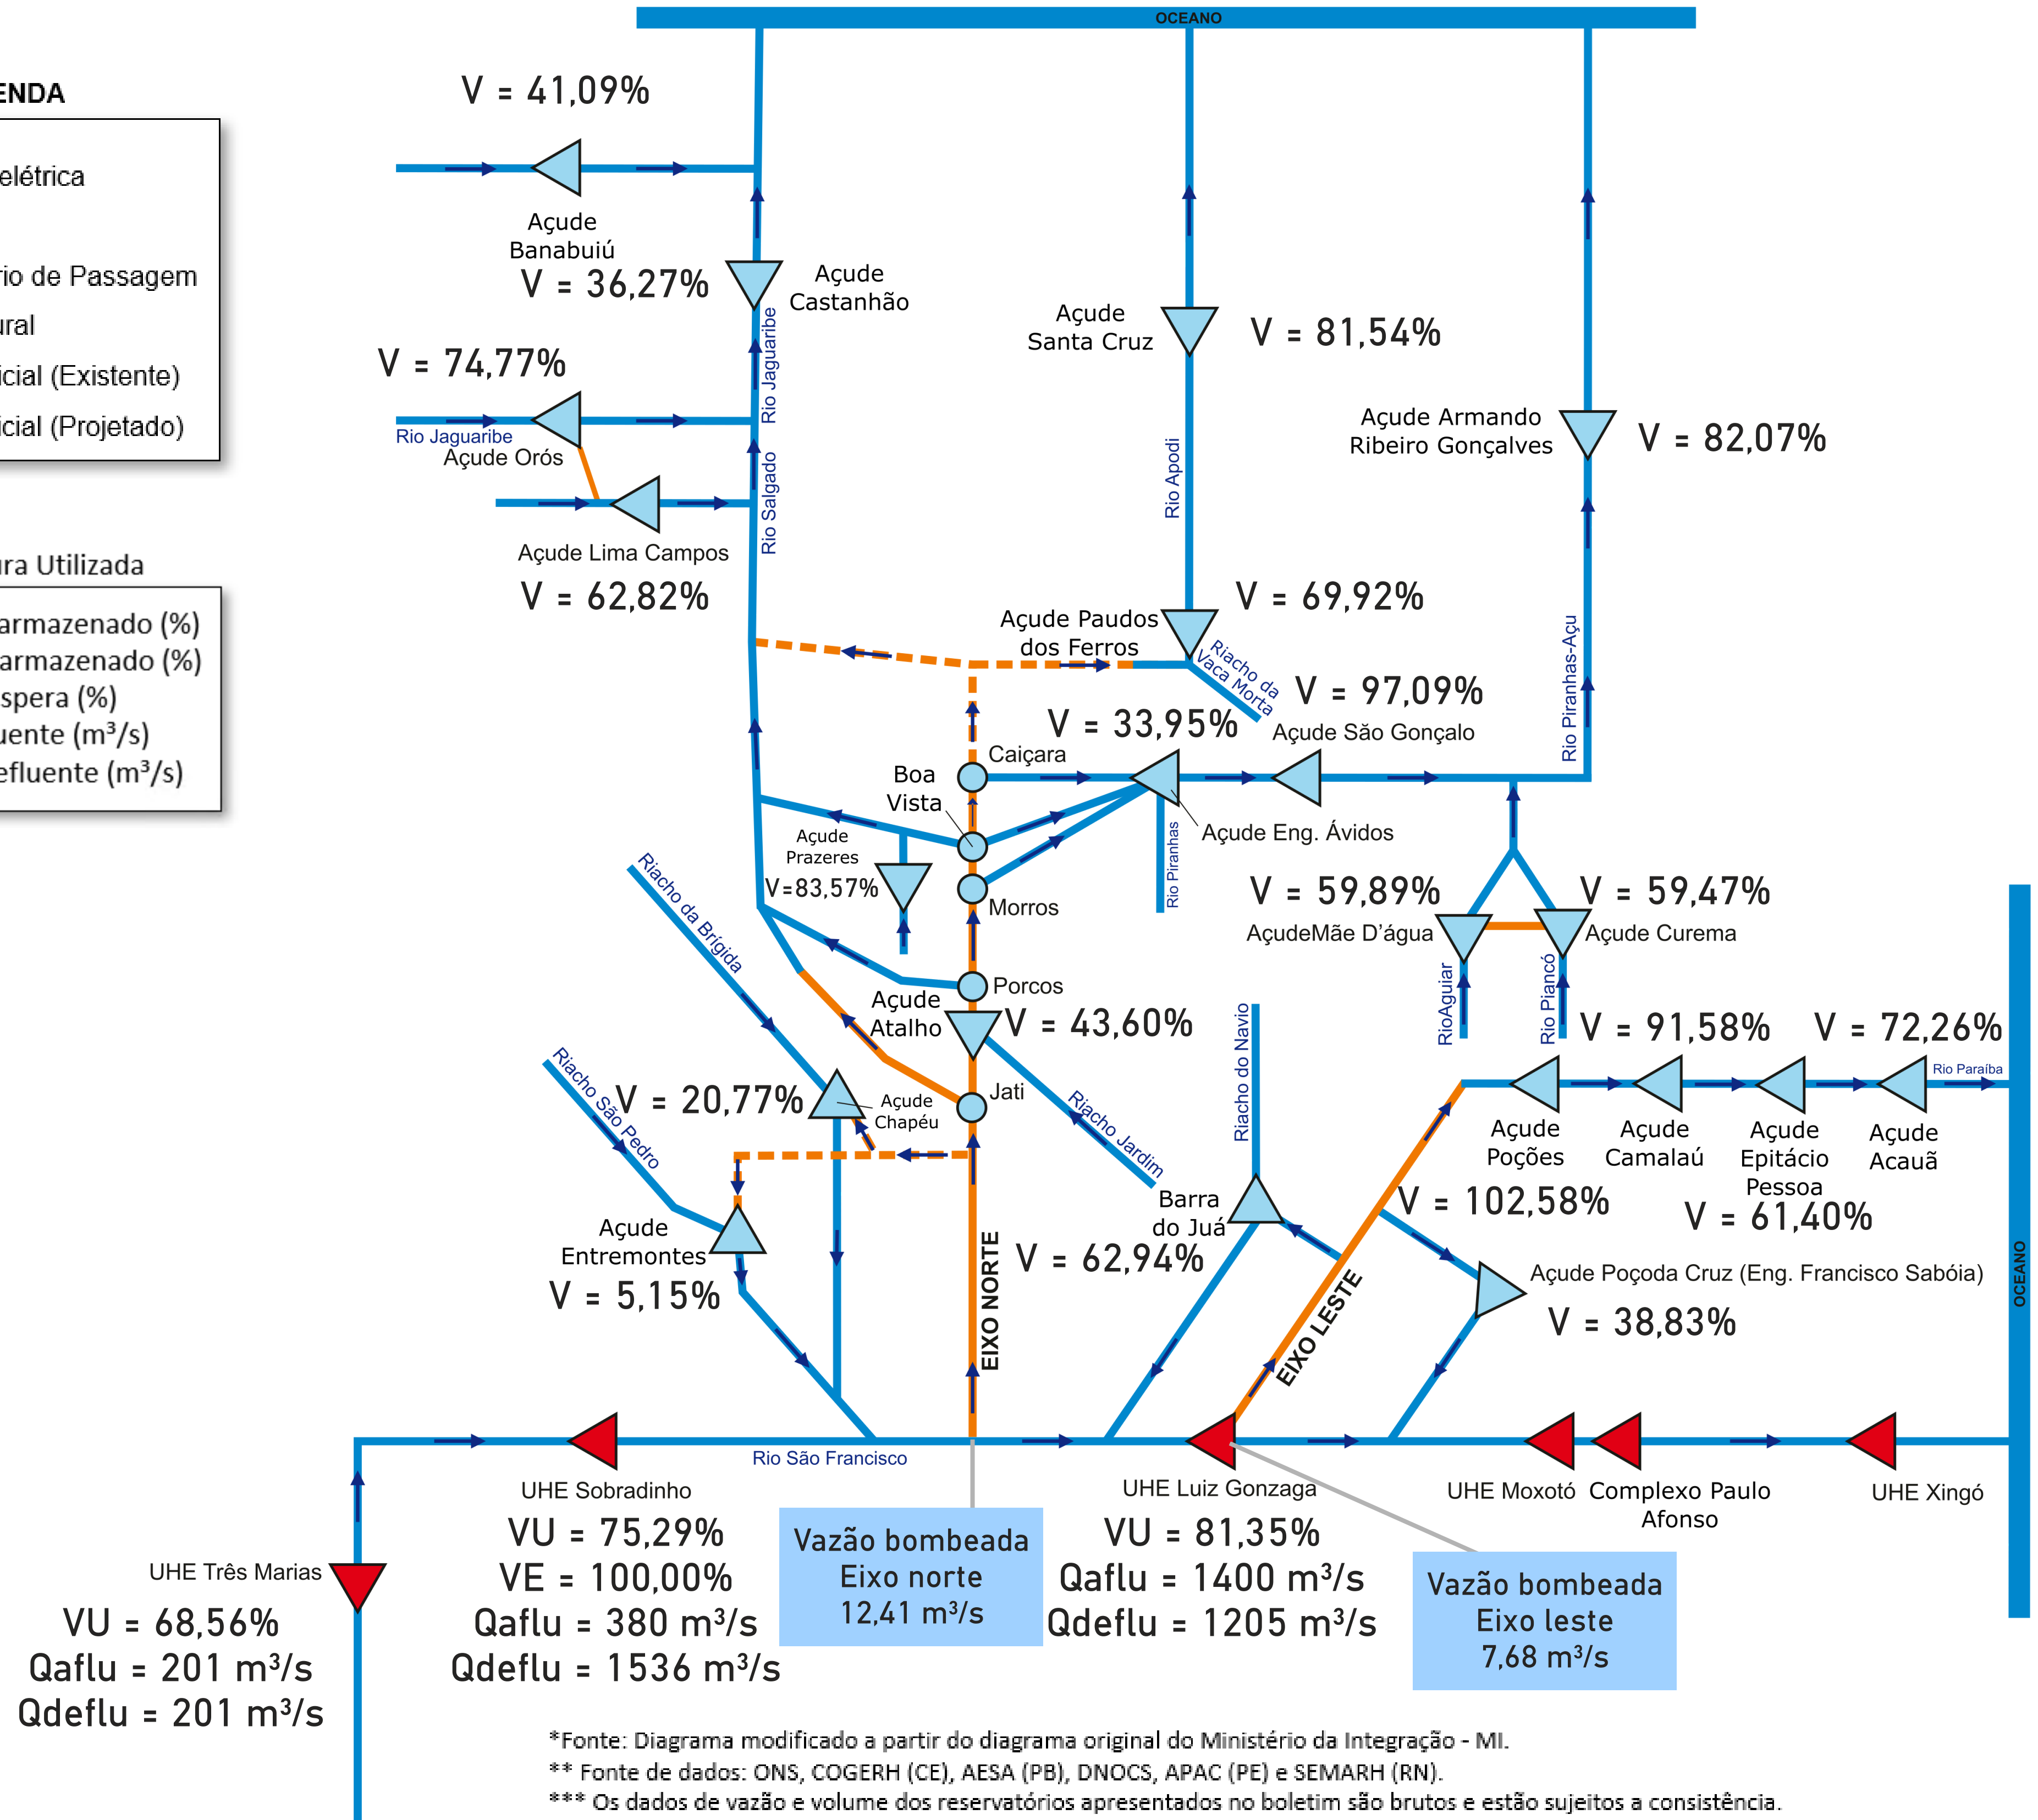 OCEANO
ENDA
elétrica
rio de Passagem
ural
icial (Existente)
icial (Projetado)
ura Utilizada
armazenado (%)
armazenado (%)
spera (%)
uente (m³/s)
efluente (m³/s)
V = 41,09%
Açude
Banabuiú
V = 36,27%
Açude
Castanhão
Rio Jaguaribe
V = 74,77%
Rio Jaguaribe
Açude Orós
Rio Salgado
Açude Lima Campos
V = 62,82%
Açude
Santa Cruz
V = 81,54%
Rio Apodi
Açude Armando
Ribeiro Gonçalves
V = 82,07%
Açude Paudos
dos Ferros
V = 69,92%
Riacho da
Vaca Morta
Rio Piranhas-Açu
V = 97,09%
Açude São Gonçalo
V = 33,95%
Caiçara
Boa
Vista
Açude Eng. Ávidos
Rio Piranhas
Açude
Prazeres
V=83,57%
Morros
V = 59,89%
AçudeMãe D'água
V = 59,47%
Açude Curema
RioAguiar
Rio Piancó
Riacho da Brígida
Porcos
Açude
Atalho
V = 43,60%
Riacho do Navio
V = 91,58%
V = 72,26%
Rio Paraíba
Riacho São Pedro
V = 20,77%
Açude
Chapéu
Jati
Riacho Jardim
Açude
Poções
Açude
Camalaú
Açude
Epitácio
Pessoa
Açude
Acauã
V = 102,58%
V = 61,40%
Barra
do Juá
V = 62,94%
Açude
Entremontes
V = 5,15%
EIXO NORTE
EIXO LESTE
Açude Poçoda Cruz (Eng. Francisco Sabóia)
V = 38,83%
OCEANO
Rio São Francisco
UHE Sobradinho
VU = 75,29%
VE = 100,00%
Qaflu = 380 m³/s
Qdeflu = 1536 m³/s
Vazão bombeada
Eixo norte
12,41 m³/s
UHE Luiz Gonzaga
VU = 81,35%
Qaflu = 1400 m³/s
Qdeflu = 1205 m³/s
Vazão bombeada
Eixo leste
7,68 m³/s
UHE Moxotó
Complexo Paulo
Afonso
UHE Xingó
UHE Três Marias
VU = 68,56%
Qaflu = 201 m³/s
Qdeflu = 201 m³/s
*Fonte: Diagrama modificado a partir do diagrama original do Ministério da Integração - MI.
** Fonte de dados: ONS, COGERH (CE), AESA (PB), DNOCS, APAC (PE) e SEMARH (RN).
*** Os dados de vazão e volume dos reservatórios apresentados no boletim são brutos e estão sujeitos a consistência.